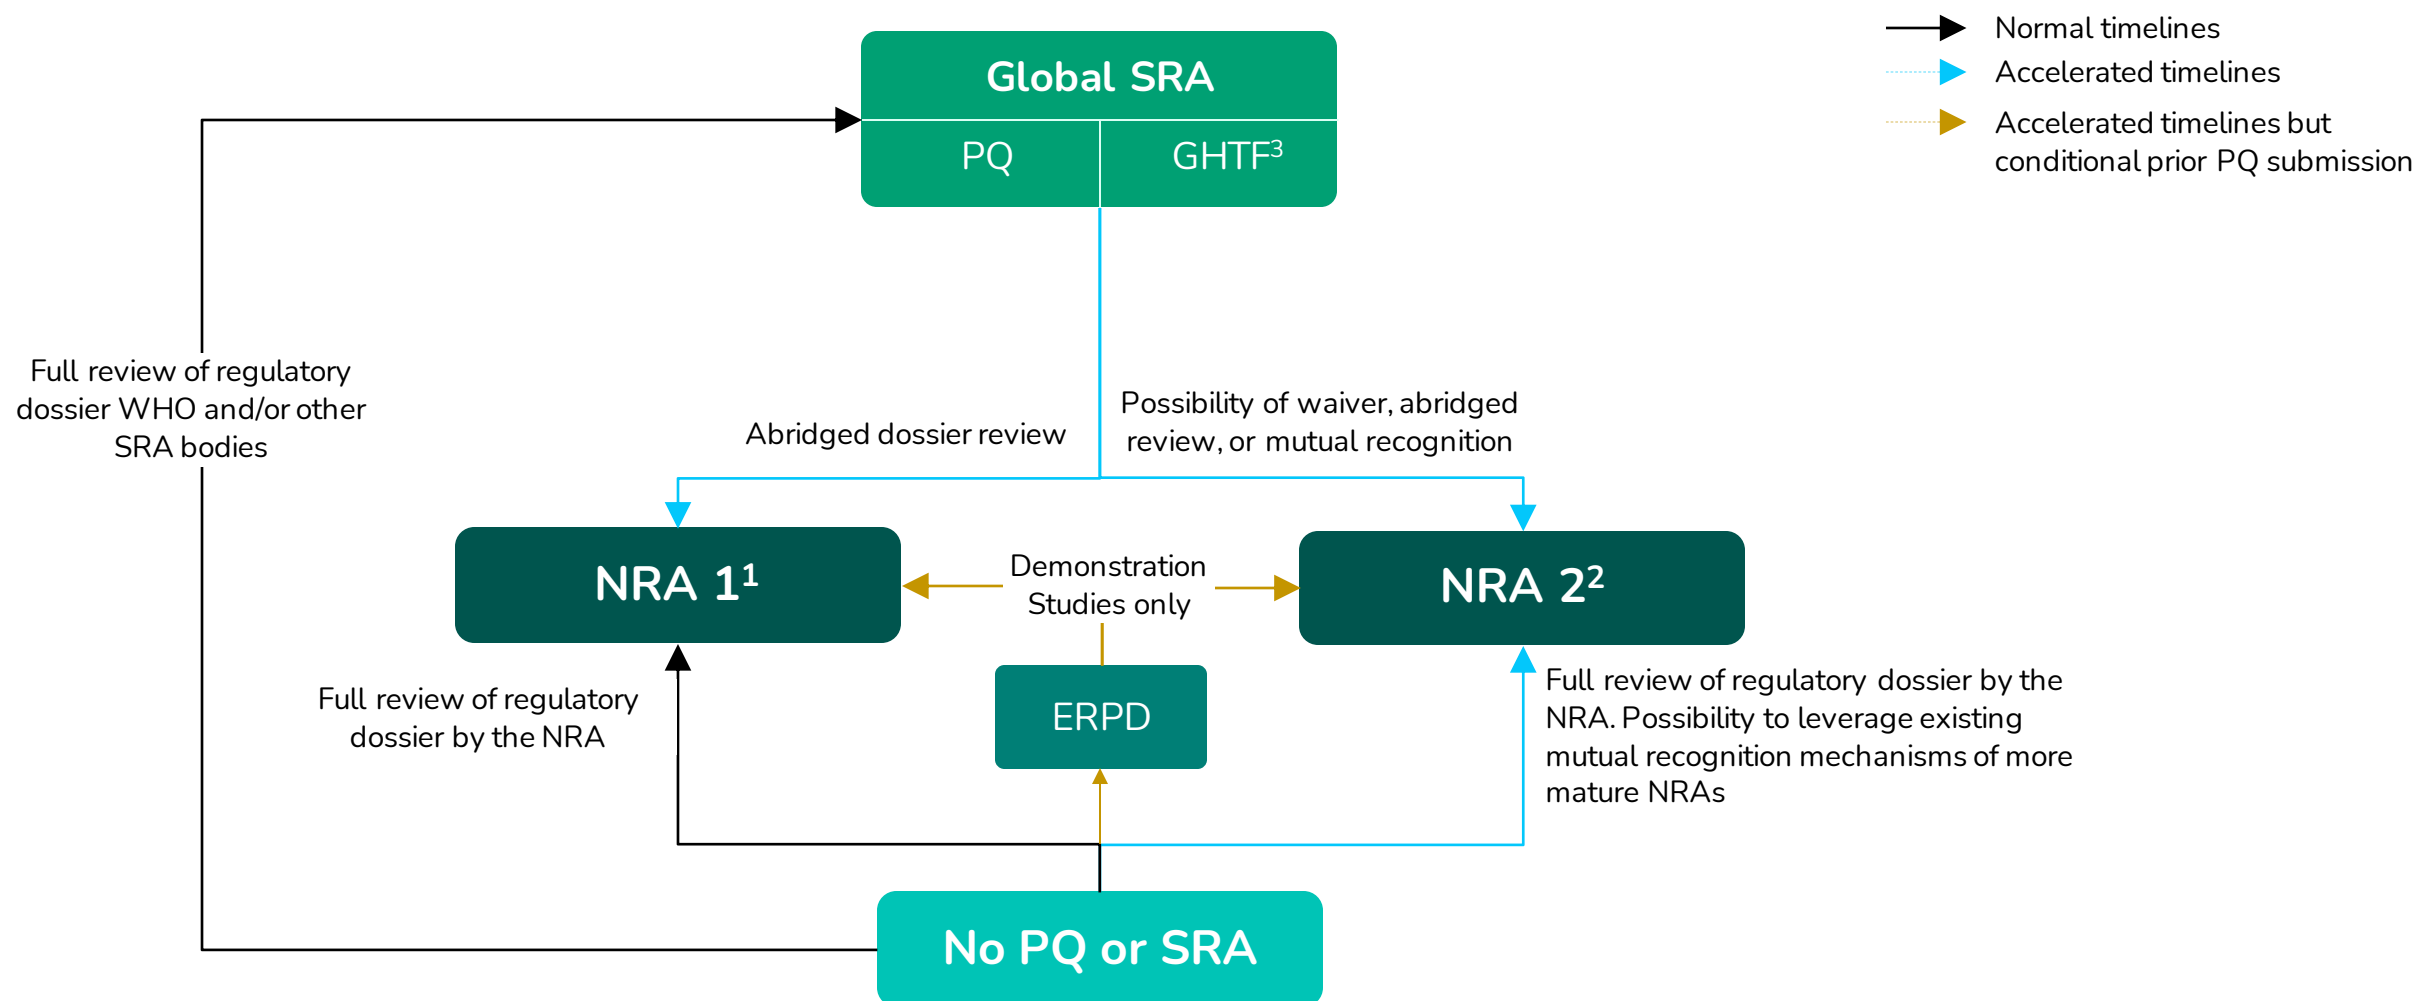 Global SRA
PQ
GHTF³
Normal timelines
Accelerated timelines
Accelerated timelines but
conditional prior PQ submission
Full review of regulatory
dossier WHO and/or other
SRA bodies
Abridged dossier review
Possibility of waiver, abridged
review, or mutual recognition
NRA 1¹
Demonstration
Studies only
NRA 2²
Full review of regulatory
dossier by the NRA
ERPD
Full review of regulatory dossier by the
NRA. Possibility to leverage existing
mutual recognition mechanisms of more
mature NRAs
No PQ or SRA